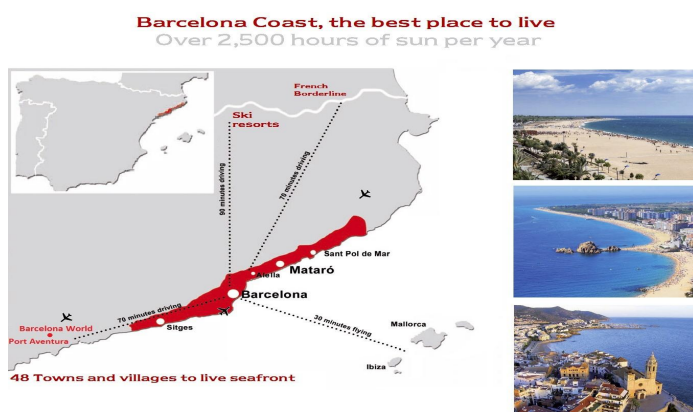 Barcelona Coast, the best place to live
Over 2,500 hours of sun per year
French
Borderline
Ski
resorts
90 minutes driving
70 minutes driving
Sant Pol de Mar
Mataró
Alella
Barcelona
70 minutes driving
30 minutes flying
Mallorca
Barcelona World
Sitges
Port Aventura
Ibiza
48 Towns and villages to live seafront